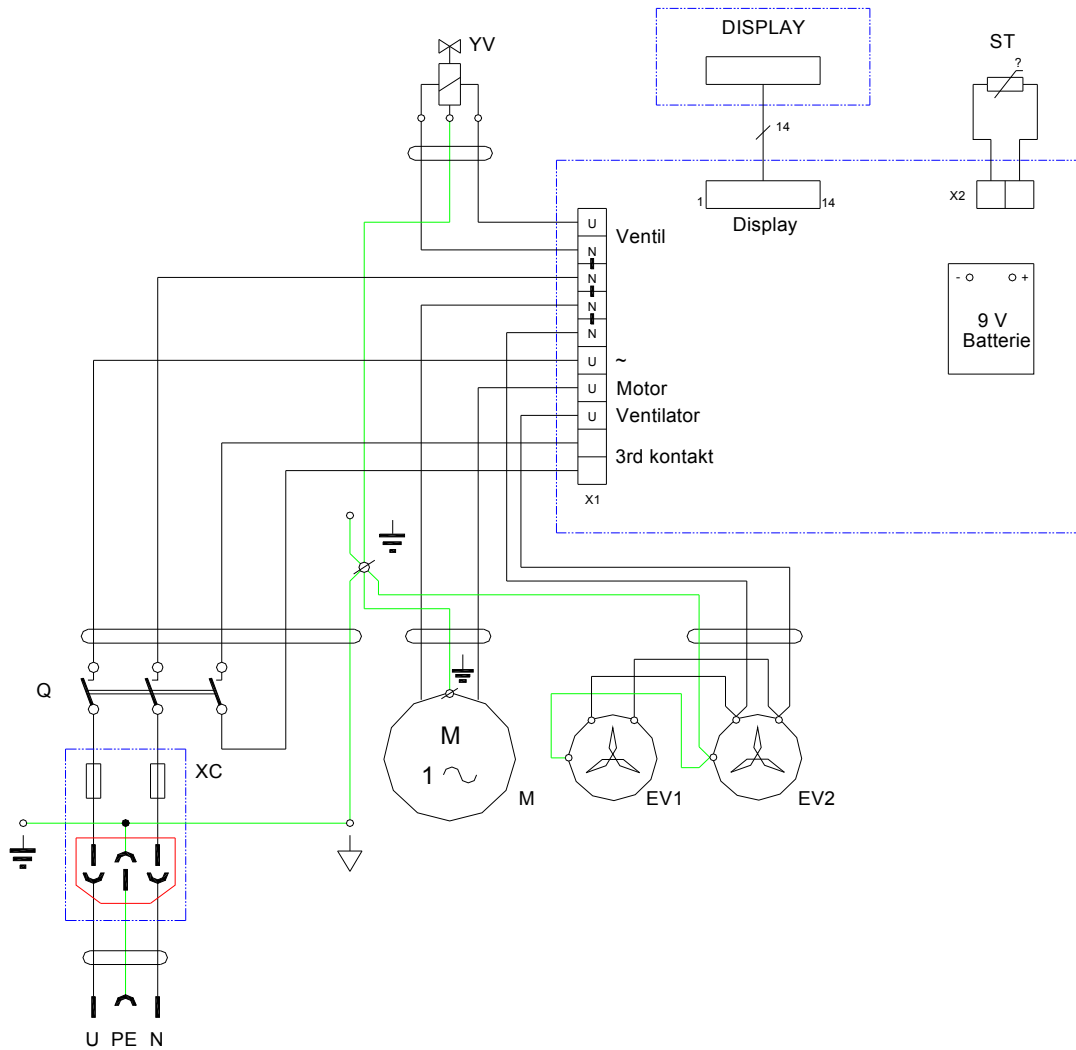 DISPLAY
YV
ST
?
14
X2
1
14
Display
U
Ventil
N
N
N
N
U
~
U
Motor
U
Ventilator
3rd kontakt
X1
- +
9 V
Batterie
Q
XC
M
1
M
EV1
EV2
U PE N